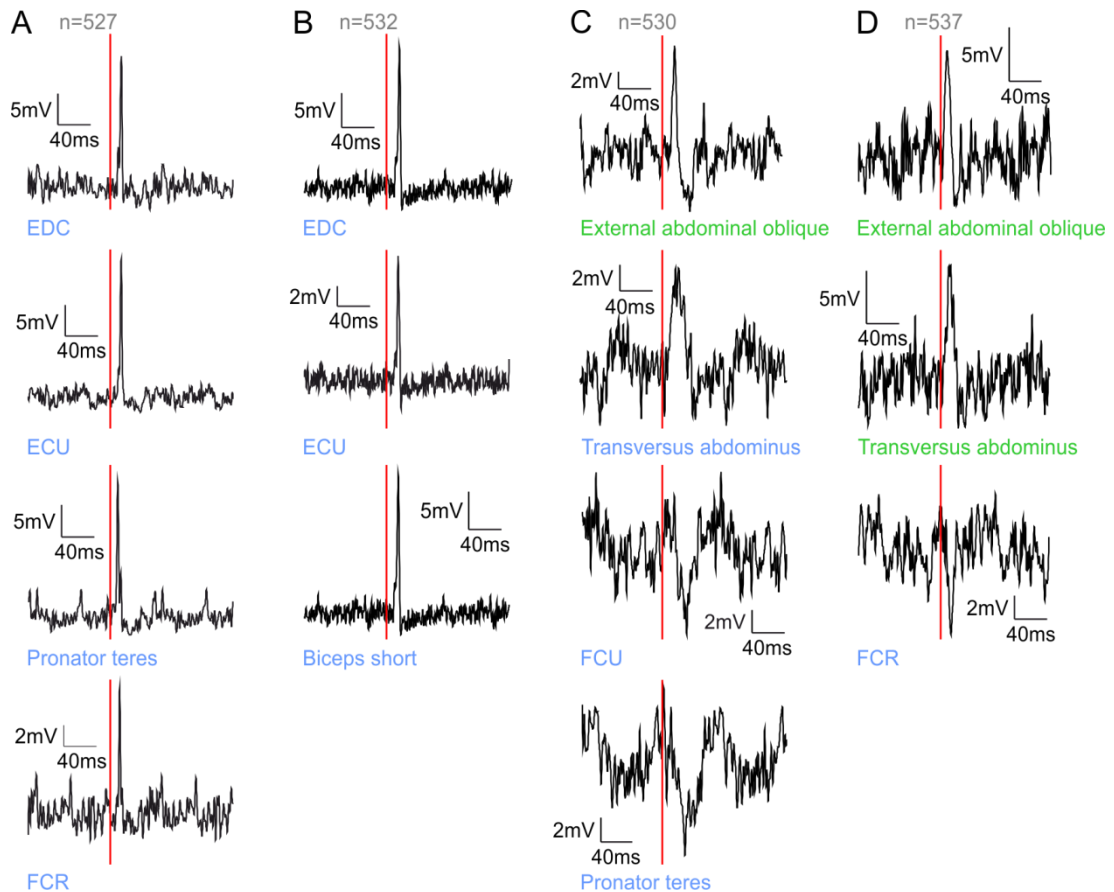 A
n=527
5mV
40ms
EDC
5mV
40ms
ECU
5mV
40ms
Pronator teres
2mV
40ms
FCR
B
n=532
5mV
40ms
EDC
2mV
40ms
ECU
5mV
40ms
Biceps short
C
n=530
2mV
40ms
External abdominal oblique
2mV
40ms
Transversus abdominus
2mV
40ms
FCU
2mV
40ms
Pronator teres
D
n=537
5mV
40ms
External abdominal oblique
5mV
40ms
Transversus abdominus
2mV
40ms
FCR